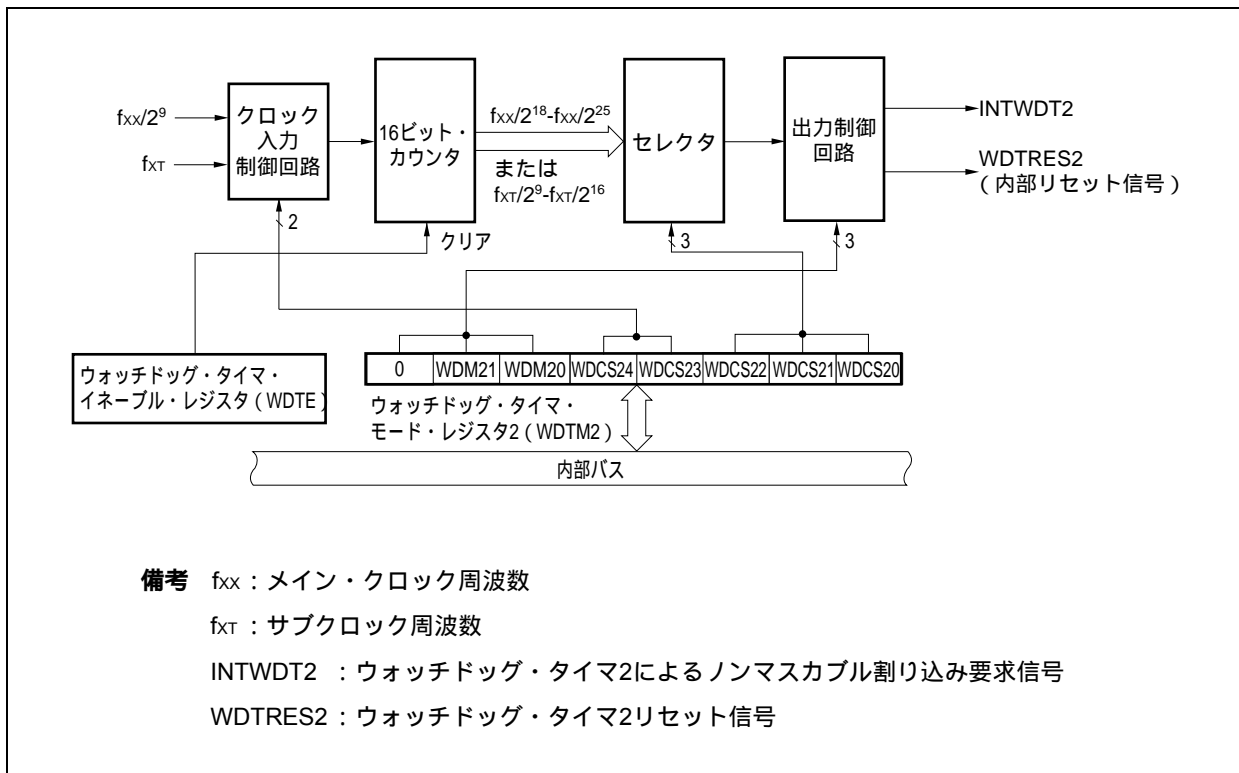 fXX/2⁹
fXT
クロック
入力
制御回路
2
16ビット・
カウンタ
クリア
fXX/2¹⁸-fXX/2²⁵
または
fXT/2⁹-fXT/2¹⁶
セレクタ
3
出力制御
回路
3
INTWDT2
WDTRES2
(内部リセット信号)
ウォッチドッグ・タイマ・
イネーブル・レジスタ(WDTE)
0 WDM21 WDM20 WDCS24 WDCS23 WDCS22 WDCS21 WDCS20
ウォッチドッグ・タイマ・
モード・レジスタ2(WDTM2)
内部バス
備考 fXX:メイン・クロック周波数
fXT:サブクロック周波数
INTWDT2 :ウォッチドッグ・タイマ2によるノンマスカブル割り込み要求信号
WDTRES2:ウォッチドッグ・タイマ2リセット信号